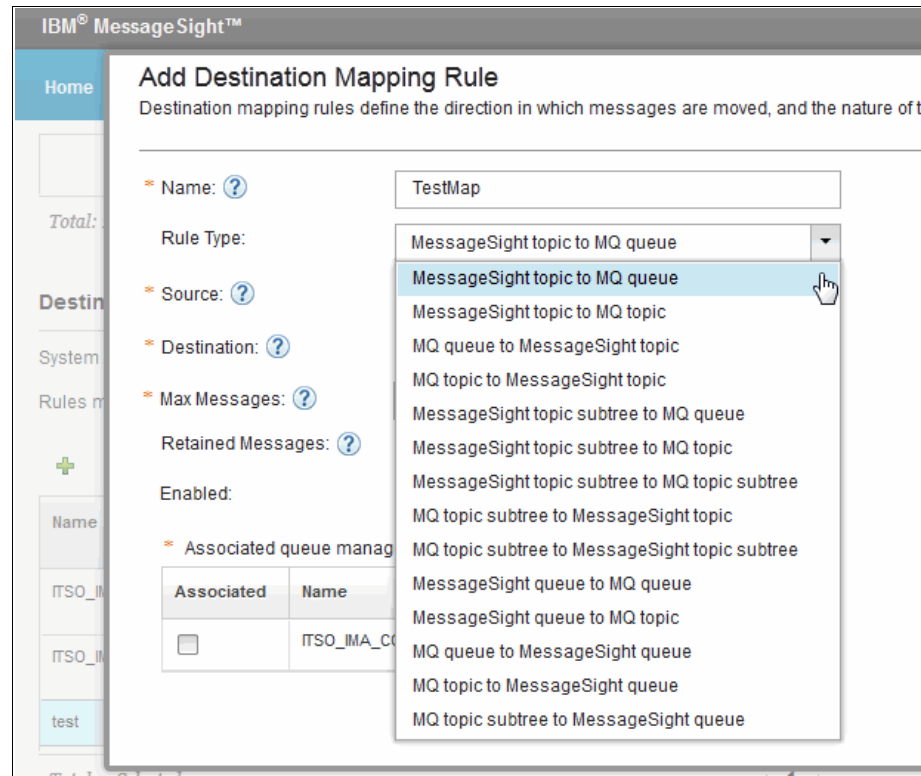 IBM® MessageSight™
Home
Add Destination Mapping Rule
Destination mapping rules define the direction in which messages are moved, and the nature of
* Name: ?
TestMap
Total:
Rule Type:
MessageSight topic to MQ queue
MessageSight topic to MQ queue
* Source: ?
MessageSight topic to MQ topic
* Destination: ?
MQ queue to MessageSight topic
System
MQ topic to MessageSight topic
* Max Messages: ?
MessageSight topic subtree to MQ queue
Rules
Retained Messages: ?
MessageSight topic subtree to MQ topic
MessageSight topic subtree to MQ topic subtree
Enabled:
MQ topic subtree to MessageSight topic
Name
* Associated queue manag
MQ topic subtree to MessageSight topic subtree
Associated
Name
MessageSight queue to MQ queue
MessageSight queue to MQ topic
ITSO_IMA_CO
MQ queue to MessageSight queue
MQ topic to MessageSight queue
test
MQ topic subtree to MessageSight queue